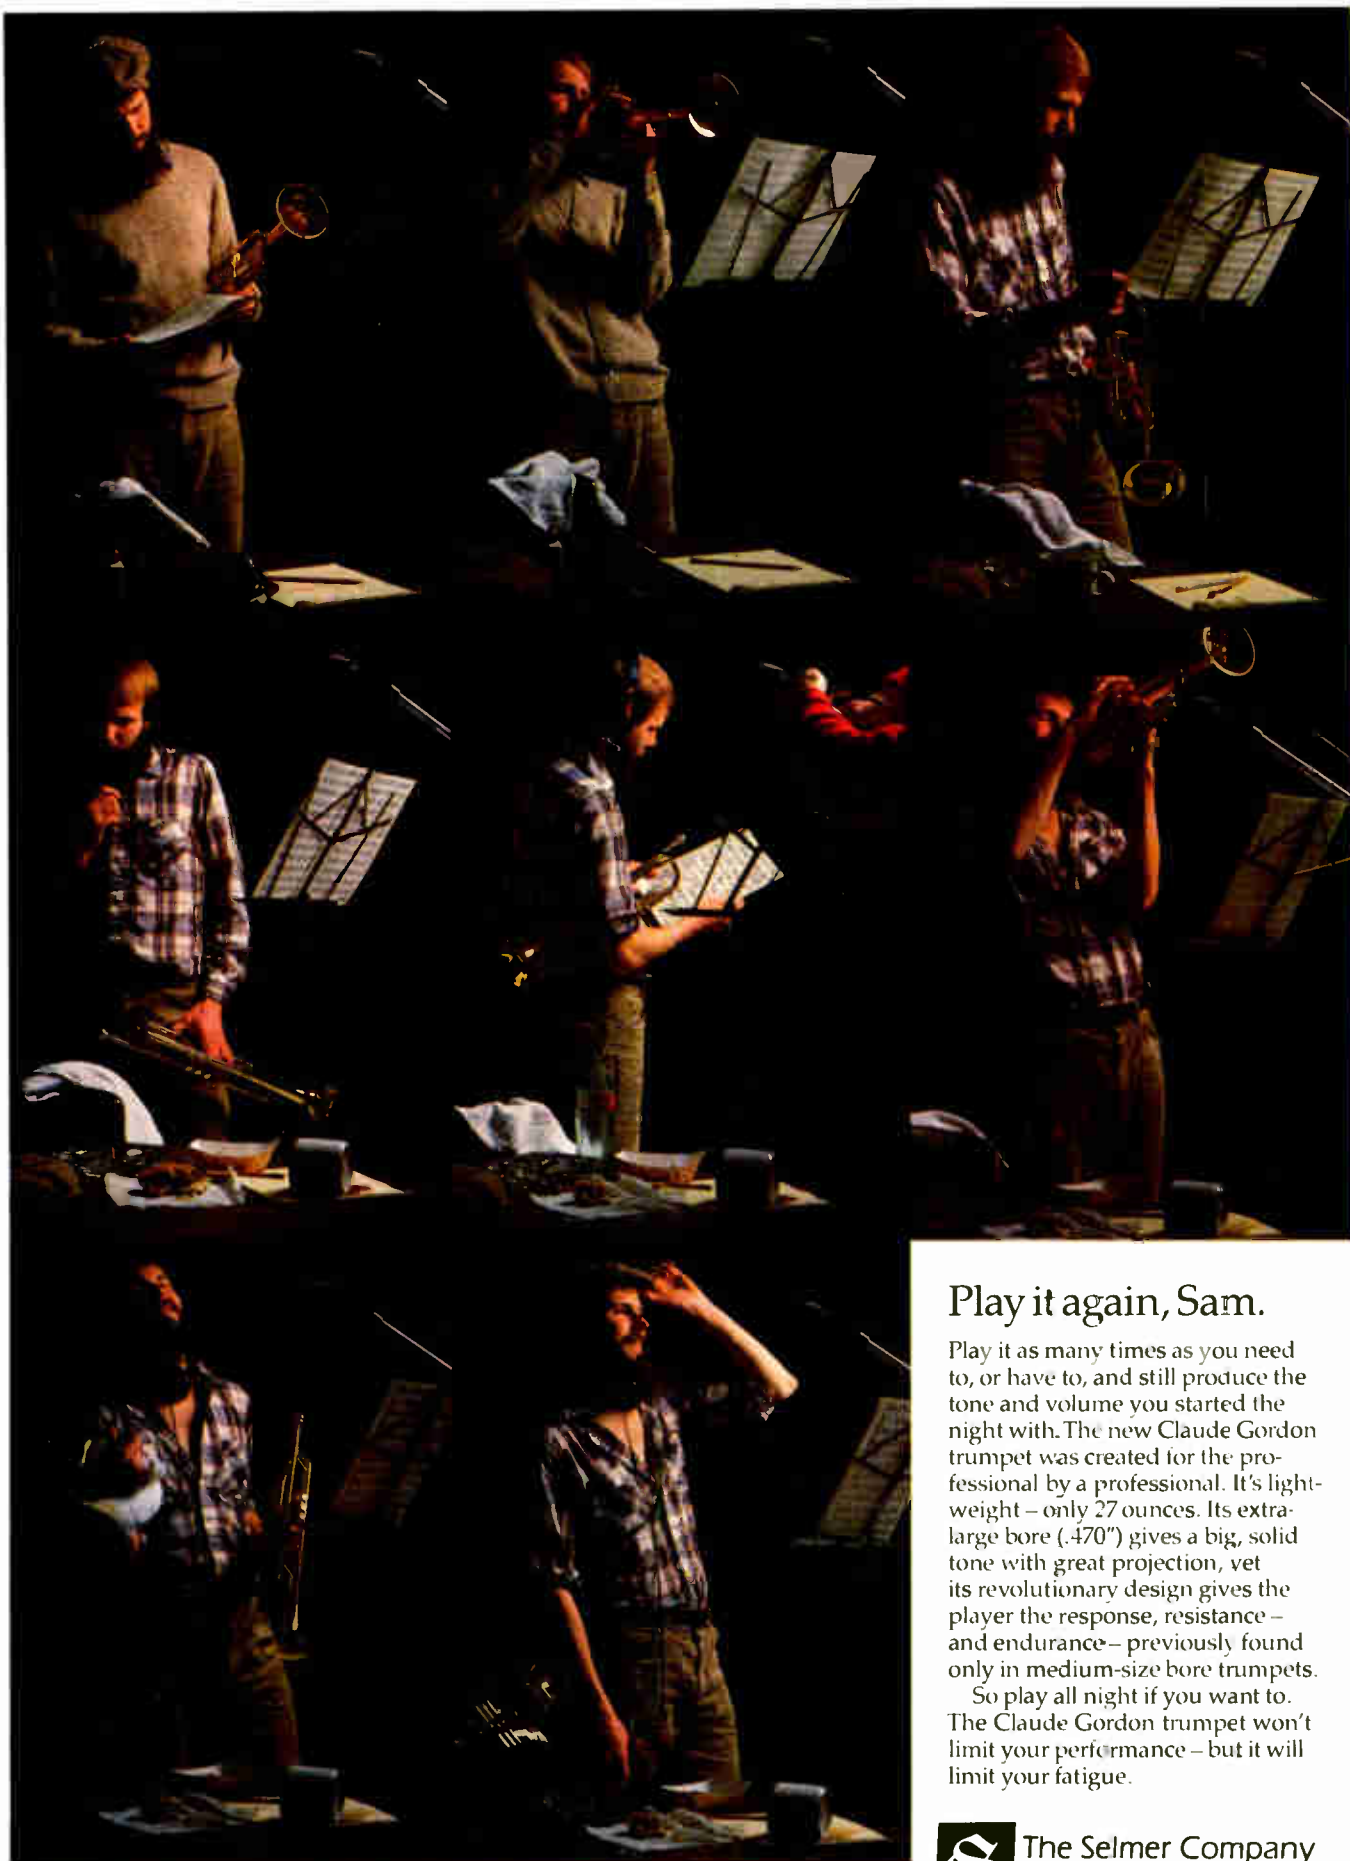 Play it again, Sam.
Play it as many times as you need
to, or have to, and still produce the
tone and volume you started the
night with. The new Claude Gordon
trumpet was created for the pro-
fessional by a professional. It's light-
weight – only 27 ounces. Its extra-
large bore (.470") gives a big, solid
tone with great projection, yet
its revolutionary design gives the
player the response, resistance –
and endurance – previously found
only in medium-size bore trumpets.
So play all night if you want to.
The Claude Gordon trumpet won't
limit your performance – but it will
limit your fatigue.
The Selmer Company